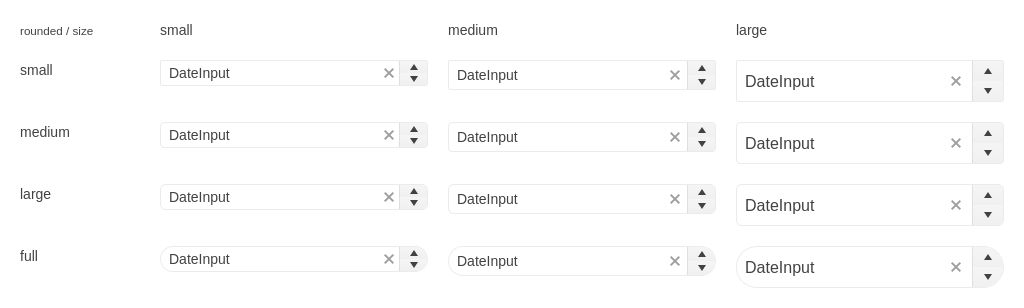 rounded / size small medium large
small DateInput DateInput DateInput
medium DateInput DateInput DateInput
large DateInput DateInput DateInput
full DateInput DateInput DateInput